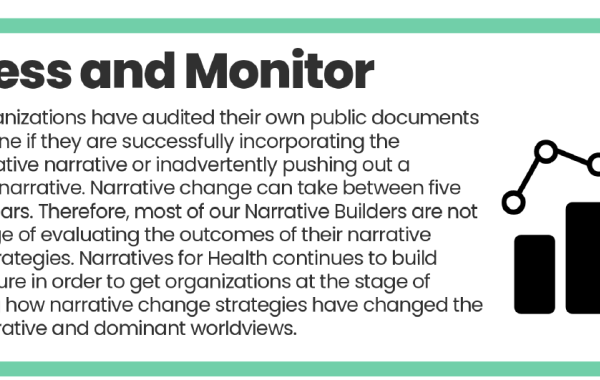 ess and Monitor
anizations have audited their own public documents
ne if they are successfully incorporating the
ative narrative or inadvertently pushing out a
narrative. Narrative change can take between five
ars. Therefore, most of our Narrative Builders are not
ge of evaluating the outcomes of their narrative
rategies. Narratives for Health continues to build
ure in order to get organizations at the stage of
how narrative change strategies have changed the
rative and dominant worldviews.